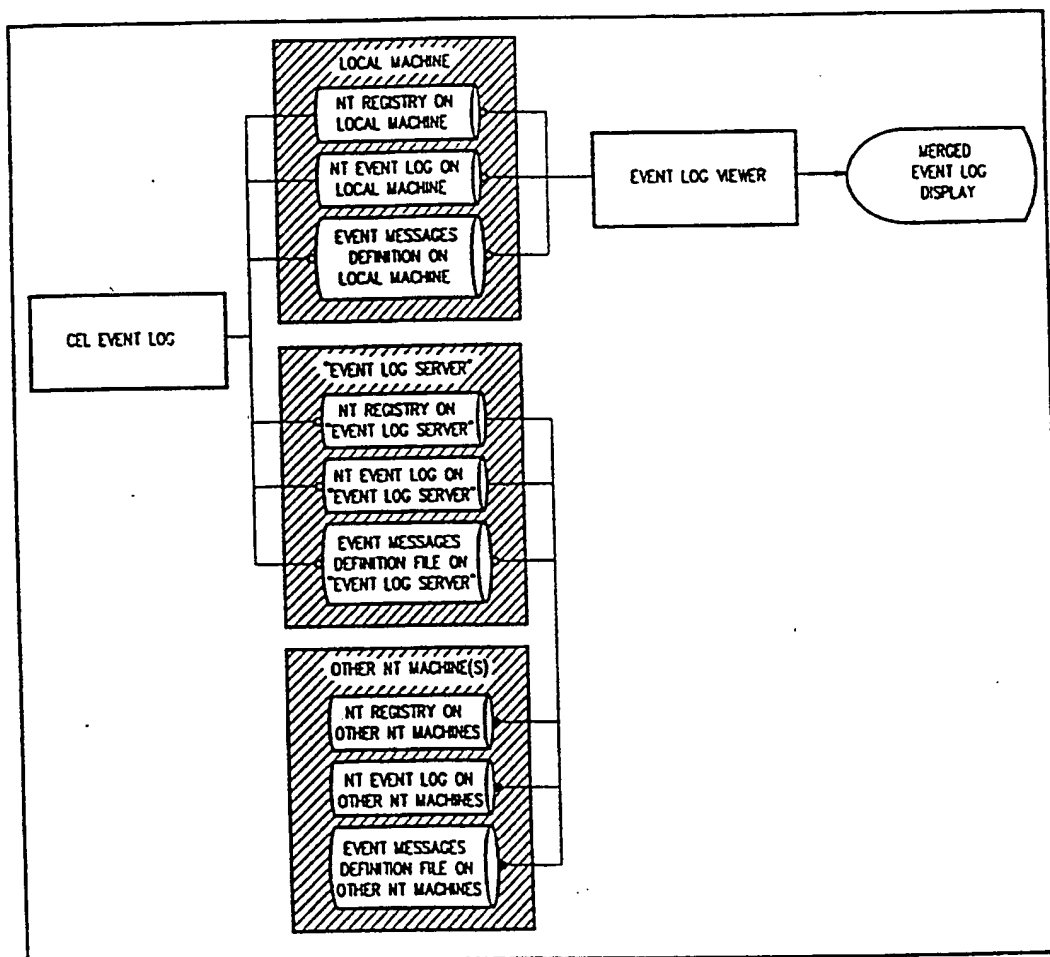 LOCAL MACHINE
NT REGISTRY ON
LOCAL MACHINE
NT EVENT LOG ON
LOCAL MACHINE
EVENT MESSAGES
DEFINITION ON
LOCAL MACHINE
EVENT LOG VIEWER
MERGED
EVENT LOG
DISPLAY
CEL EVENT LOG
"EVENT LOG SERVER"
NT REGISTRY ON
"EVENT LOG SERVER"
NT EVENT LOG ON
"EVENT LOG SERVER"
EVENT MESSAGES
DEFINITION FILE ON
"EVENT LOG SERVER"
OTHER NT MACHINE(S)
NT REGISTRY ON
OTHER NT MACHINES
NT EVENT LOG ON
OTHER NT MACHINES
EVENT MESSAGES
DEFINITION FILE ON
OTHER NT MACHINES